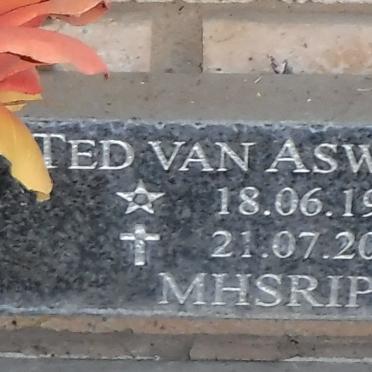 TED VAN ASW
18.06.19
21.07.20
MHSRIP